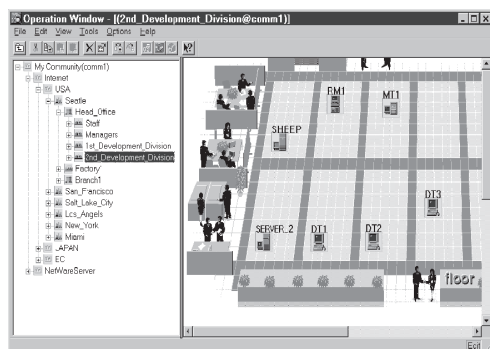 Operation Window - [(2nd_Development_Division@comm1)]
File Edit View Tools Options Help
My Community(comm1)
Internet
USA
Seattle
Head_Office
Staff
Managers
1st_Development_Division
2nd_Development_Division
Factory
Branch1
San_Francisco
Salt_Lake_City
Los_Angels
New_York
Miami
JAPAN
EC
NetWareServer
RM1
MT1
SHEEP
DT3
SERVER_2
DT1
DT2
floor
Edit